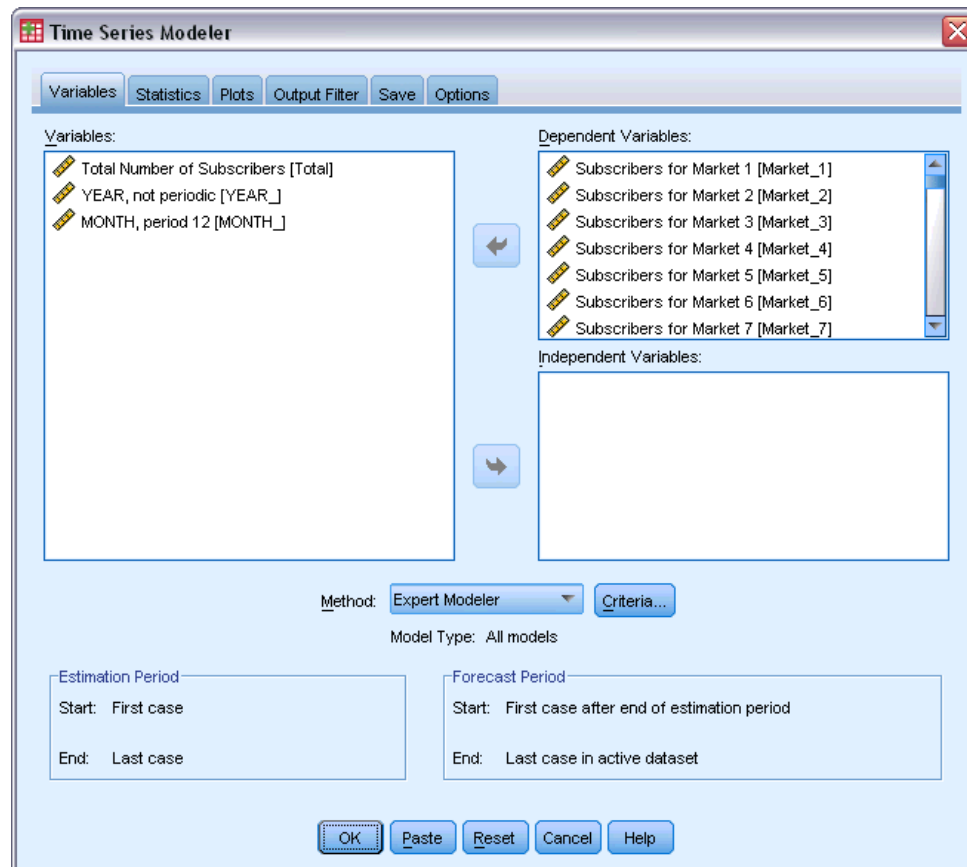 Time Series Modeler
Variables Statistics Plots Output Filter Save Options
Variables:
Total Number of Subscribers [Total]
YEAR, not periodic [YEAR_]
MONTH, period 12 [MONTH_]
Dependent Variables:
Subscribers for Market 1 [Market_1]
Subscribers for Market 2 [Market_2]
Subscribers for Market 3 [Market_3]
Subscribers for Market 4 [Market_4]
Subscribers for Market 5 [Market_5]
Subscribers for Market 6 [Market_6]
Subscribers for Market 7 [Market_7]
Independent Variables:
Method: Expert Modeler Criteria...
Model Type: All models
Estimation Period
Start: First case
End: Last case
Forecast Period
Start: First case after end of estimation period
End: Last case in active dataset
OK Paste Reset Cancel Help